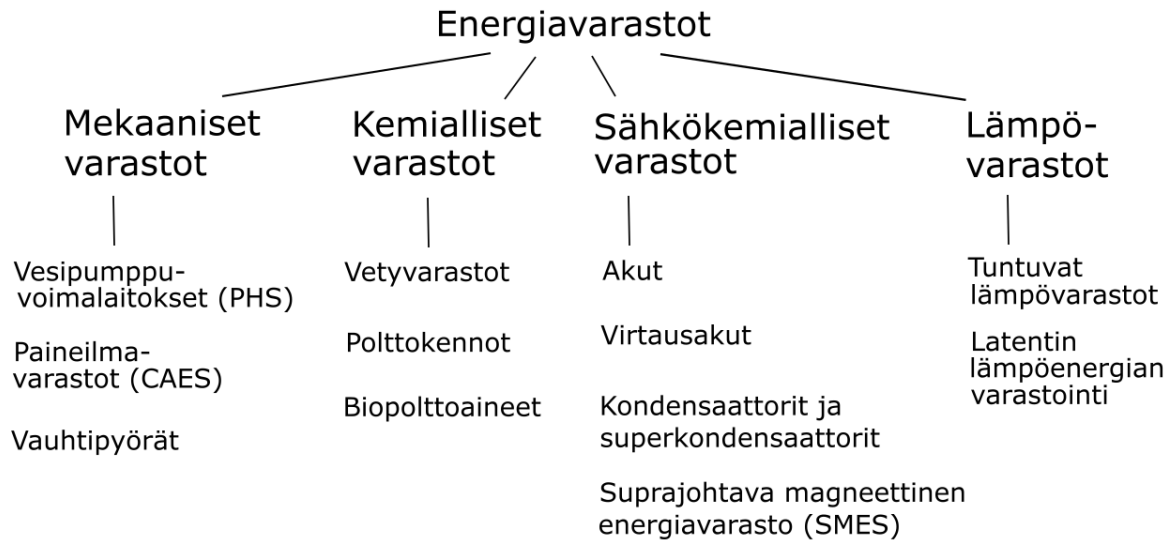 Energiavarastot
Mekaaniset
varastot
Kemialliset
varastot
Sähkökemialliset
varastot
Lämpö-
varastot
Vesipumppu-
voimalaitokset (PHS)
Paineilma-
varastot (CAES)
Vauhtipyörät
Vetyvarastot
Polttokennot
Biopolttoaineet
Akut
Virtausakut
Kondensaattorit ja
superkondensaattorit
Suprajohtava magneettinen
energiavarasto (SMES)
Tuntuvat
lämpövarastot
Latentin
lämpöenergian
varastointi